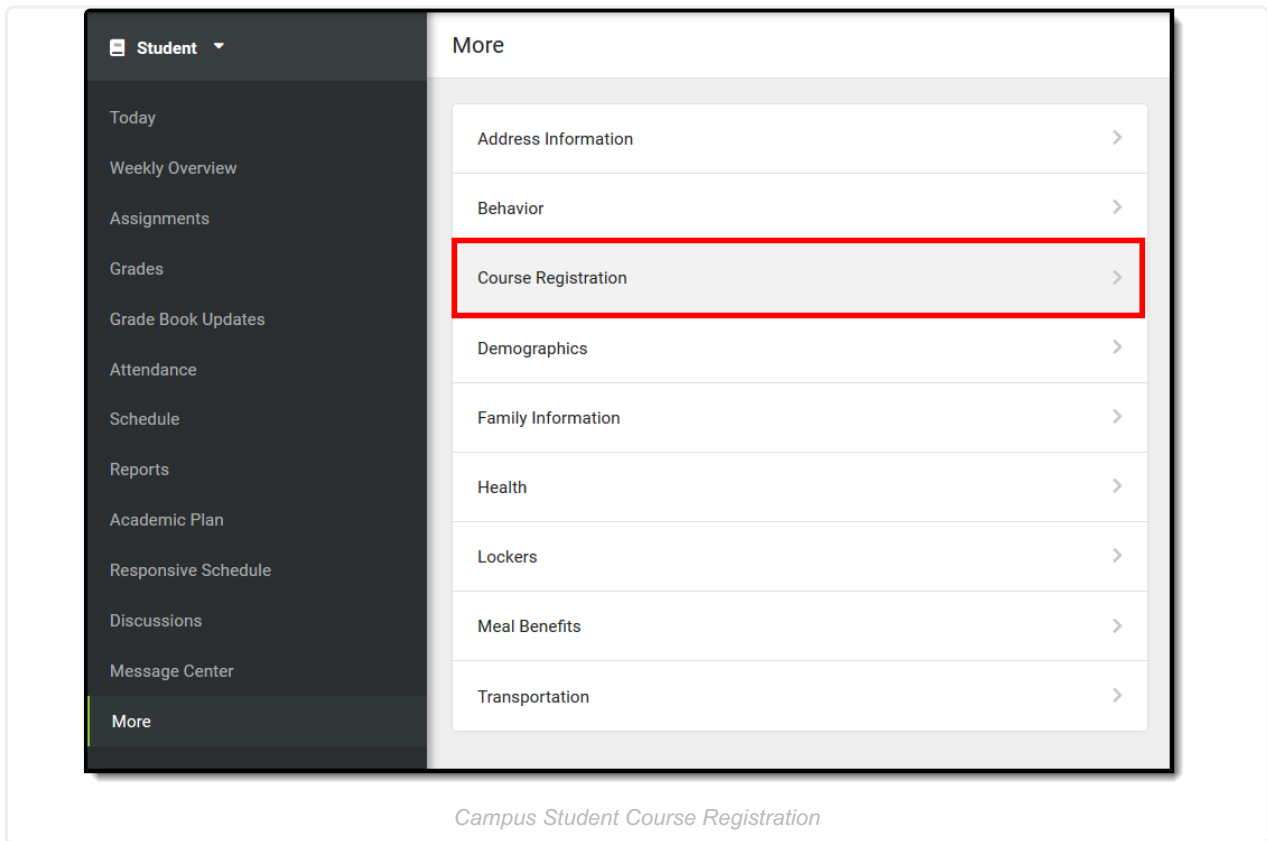 Student
Today
Weekly Overview
Assignments
Grades
Grade Book Updates
Attendance
Schedule
Reports
Academic Plan
Responsive Schedule
Discussions
Message Center
More
More
Address Information
Behavior
Course Registration
Demographics
Family Information
Health
Lockers
Meal Benefits
Transportation
Campus Student Course Registration